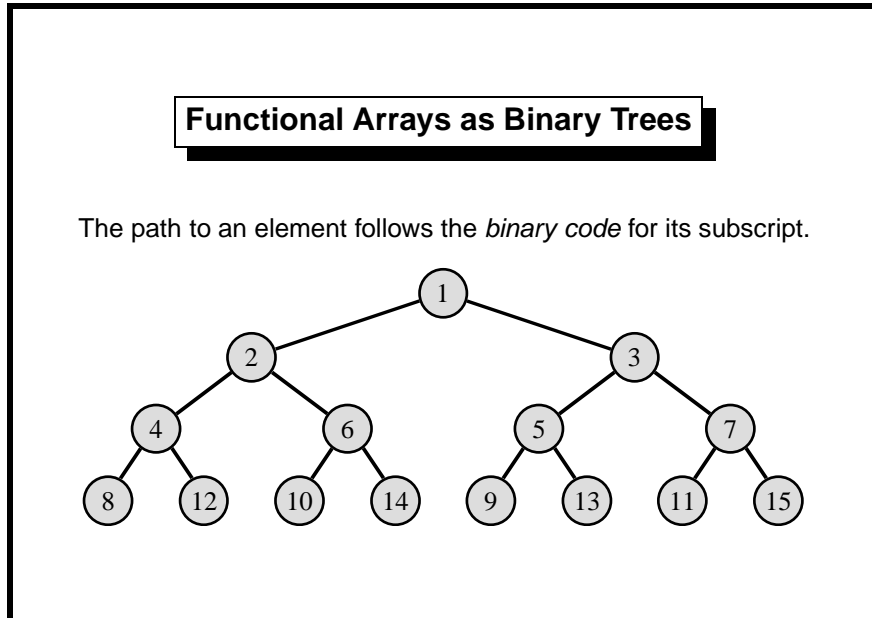 Functional Arrays as Binary Trees
The path to an element follows the binary code for its subscript.
1
2 3
4 6 5 7
8 12 10 14 9 13 11 15